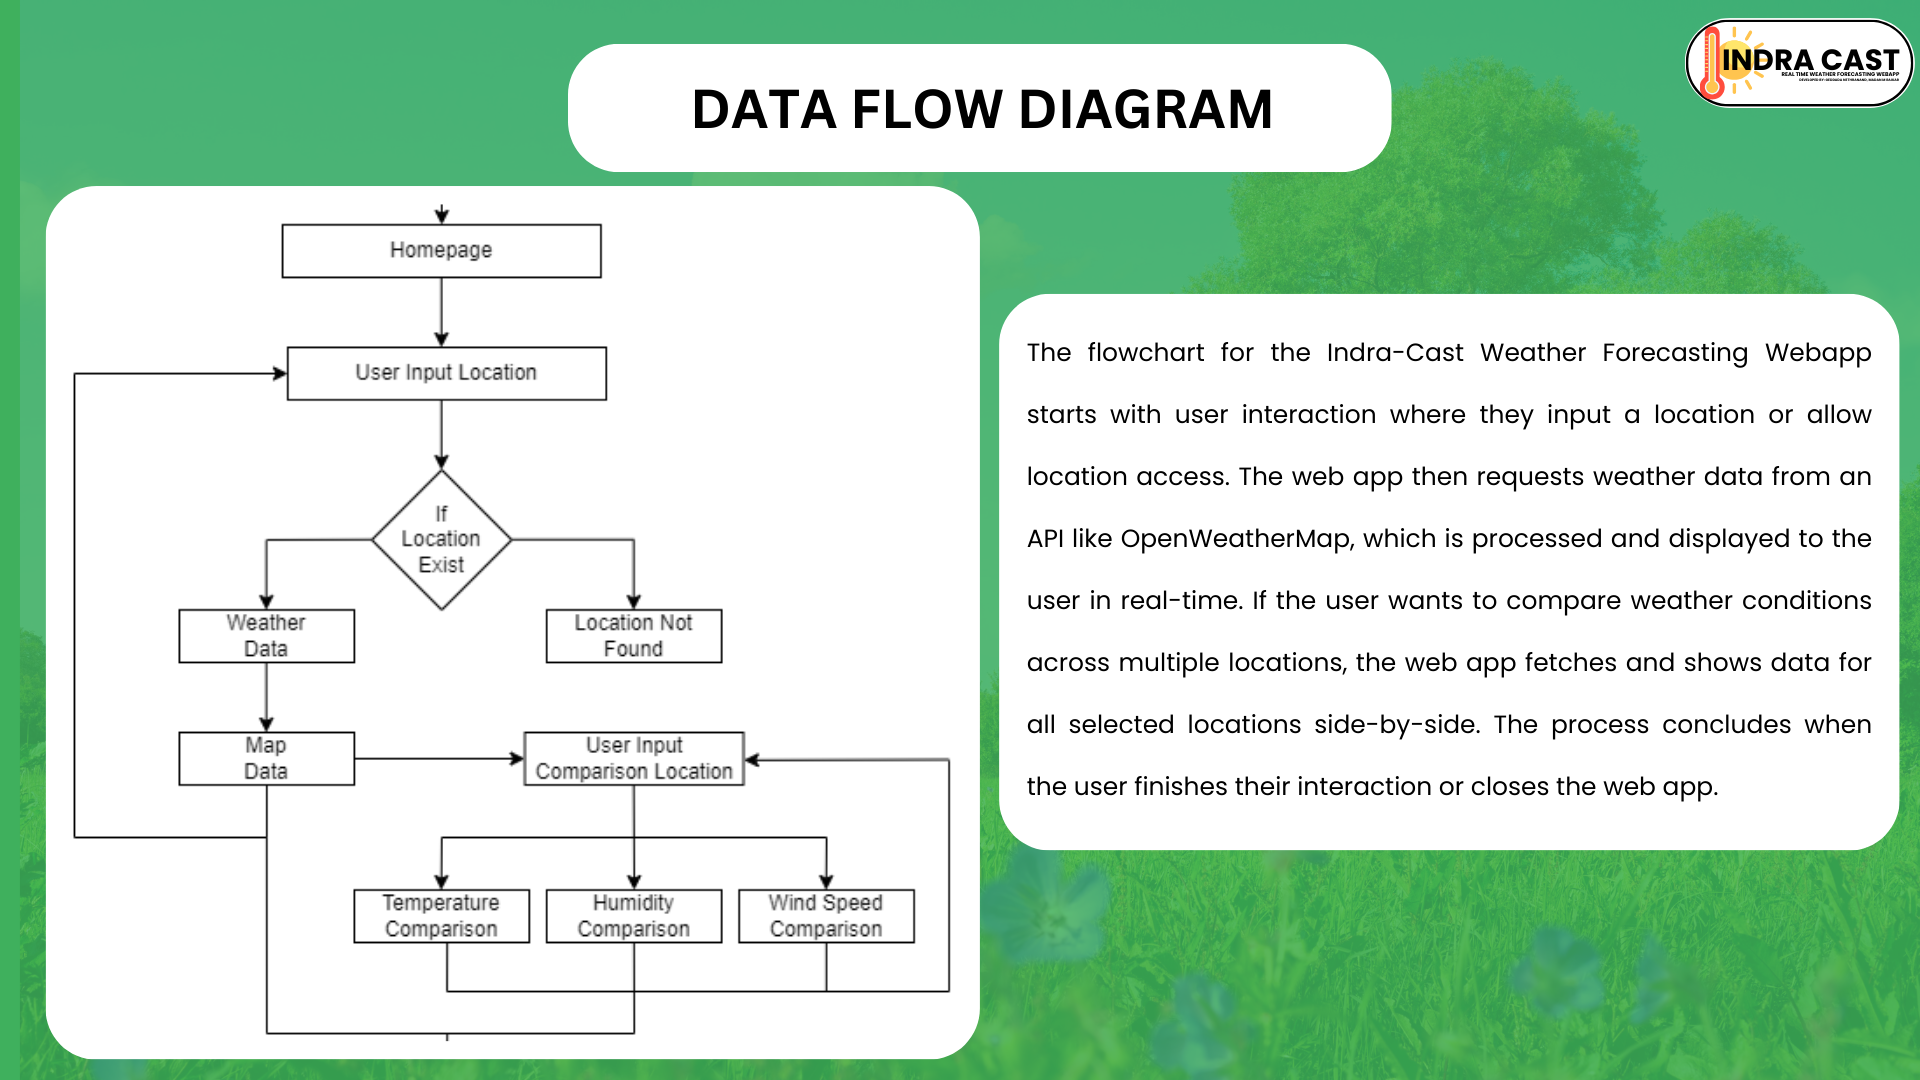 INDRA CAST
REAL TIME WEATHER FORECASTING WEBAPP
DATA FLOW DIAGRAM
Homepage
User Input Location
If
Location
Exist
Weather
Data
Location Not
Found
Map
Data
User Input
Comparison Location
Temperature
Comparison
Humidity
Comparison
Wind Speed
Comparison
The flowchart for the Indra-Cast Weather Forecasting Webapp
starts with user interaction where they input a location or allow
location access. The web app then requests weather data from an
API like OpenWeatherMap, which is processed and displayed to the
user in real-time. If the user wants to compare weather conditions
across multiple locations, the web app fetches and shows data for
all selected locations side-by-side. The process concludes when
the user finishes their interaction or closes the web app.